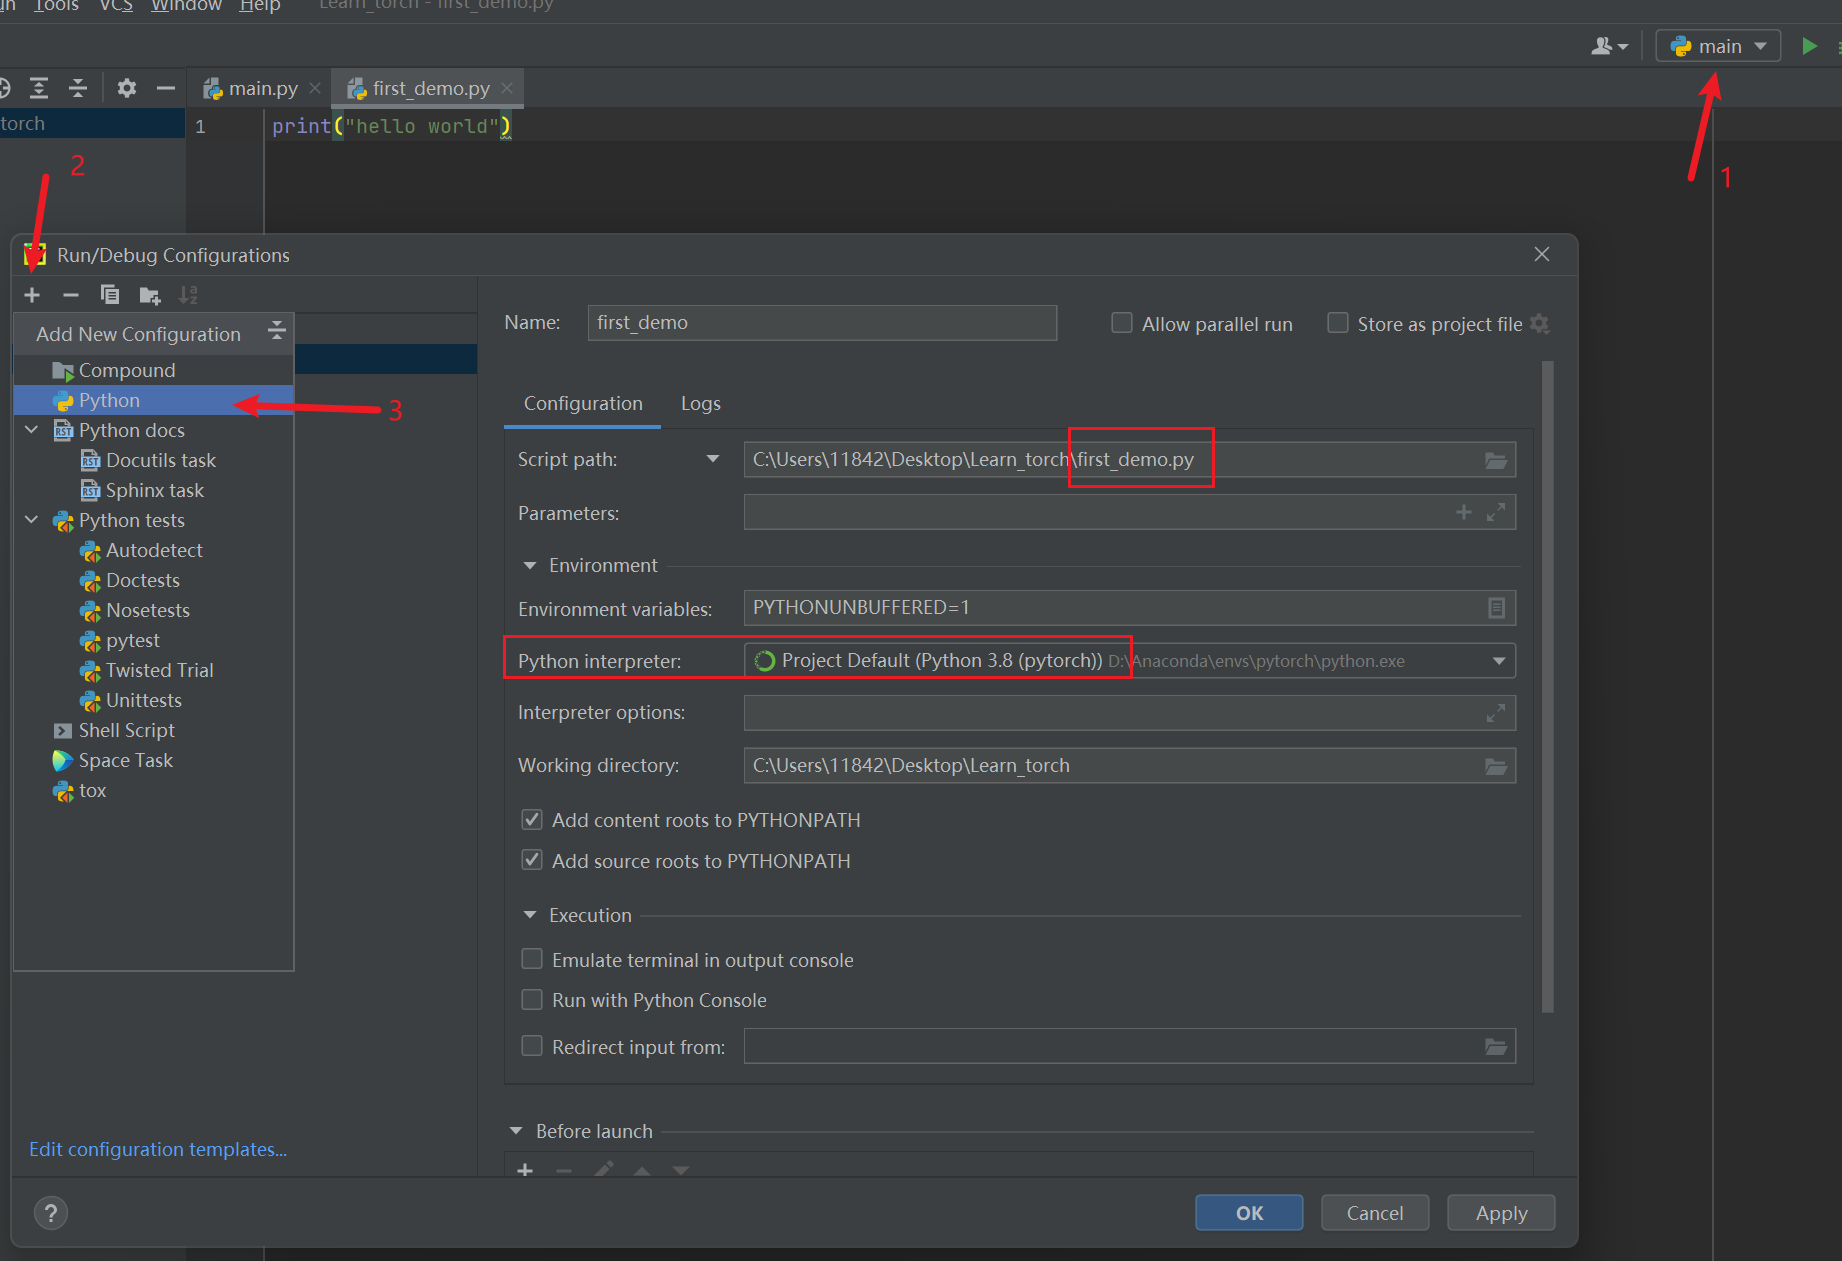 Tools VCS Window Help Learn_torch - first_demo.py
main
main.py first_demo.py
torch
1 print("hello world")
2
1
Run/Debug Configurations
Add New Configuration
Compound
Python
3
Python docs
Docutils task
Sphinx task
Python tests
Autodetect
Doctests
Nosetests
pytest
Twisted Trial
Unittests
Shell Script
Space Task
tox
Edit configuration templates...
Name: first_demo Allow parallel run Store as project file
Configuration Logs
Script path: C:\Users\11842\Desktop\Learn_torch\first_demo.py
Parameters:
Environment
Environment variables: PYTHONUNBUFFERED=1
Python interpreter: Project Default (Python 3.8 (pytorch)) D:\Anaconda\envs\pytorch\python.exe
Interpreter options:
Working directory: C:\Users\11842\Desktop\Learn_torch
Add content roots to PYTHONPATH
Add source roots to PYTHONPATH
Execution
Emulate terminal in output console
Run with Python Console
Redirect input from:
Before launch
? OK Cancel Apply